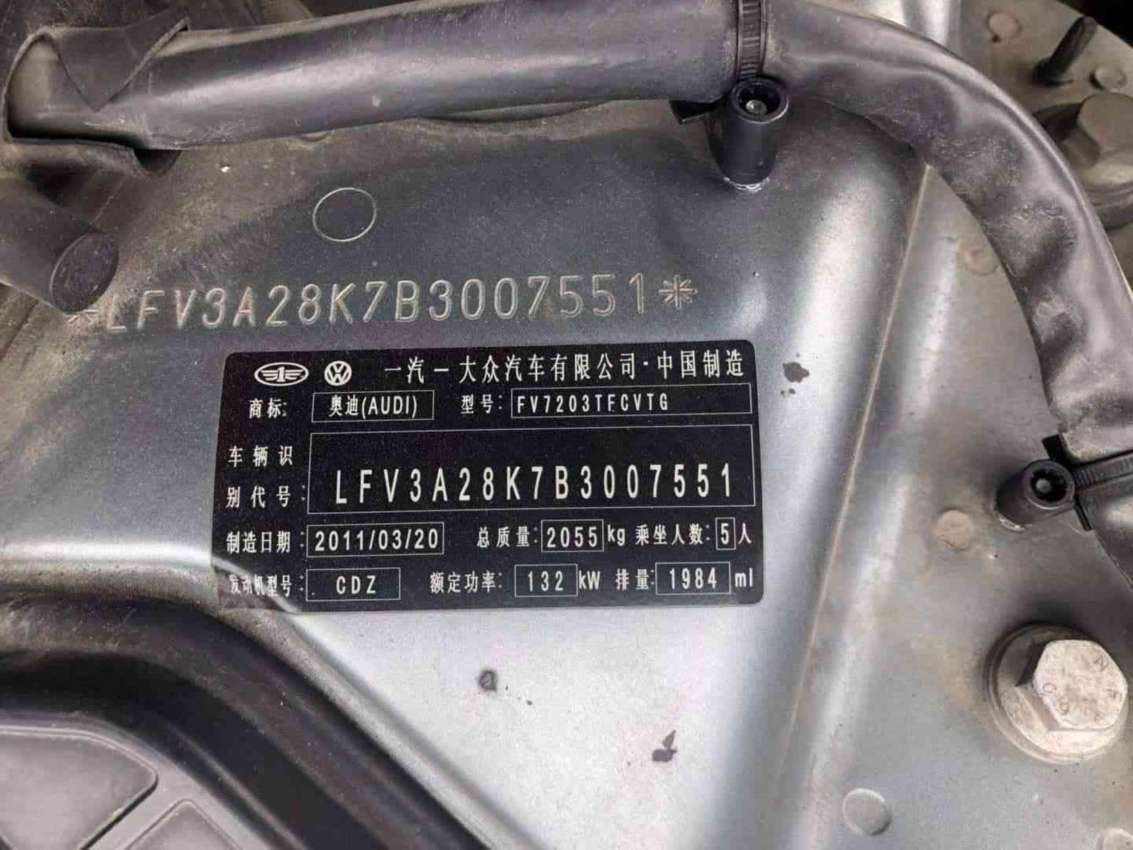 *LFV3A28K7B3007551*
一汽一大众汽车有限公司·中国制造
商标: 奥迪(AUDI) 型号: FV7203TFCVTG
车辆识
别代号: LFV3A28K7B3007551
制造日期: 2011/03/20 总质量: 2055 kg 乘坐人数: 5 人
发动机型号: CDZ 额定功率: 132 kW 排量: 1984 ml